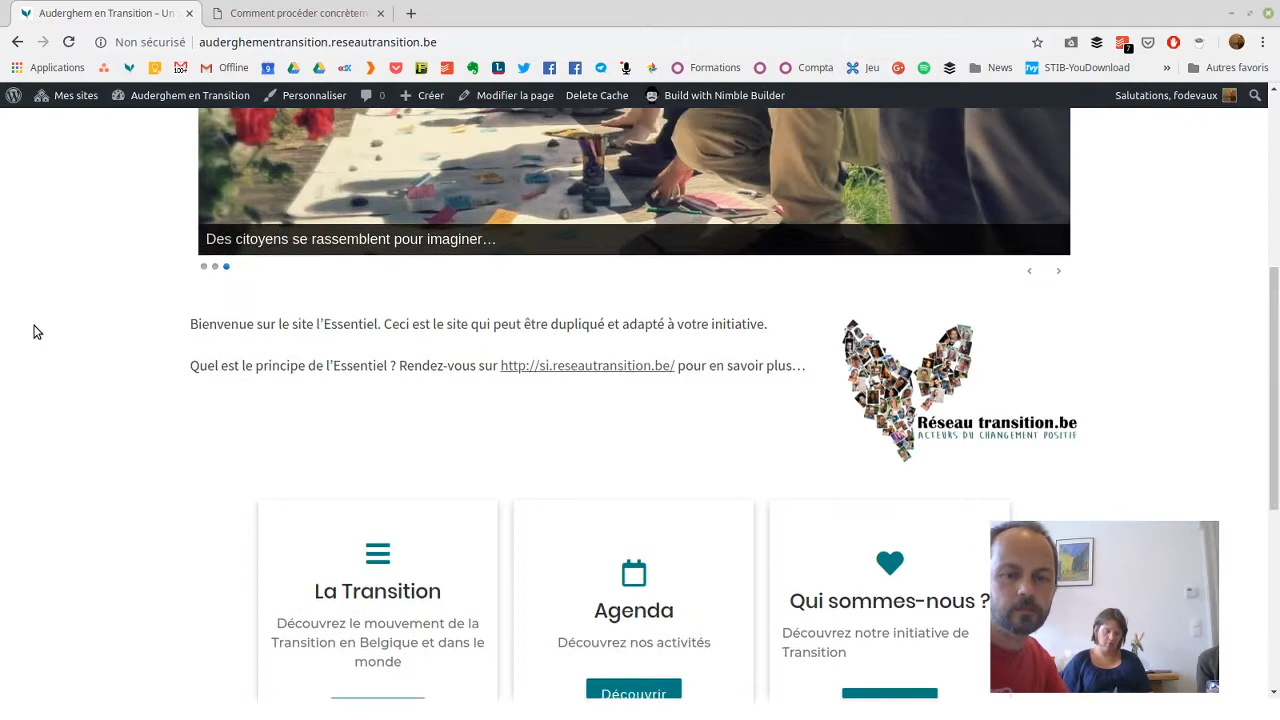 Auderghem en Transition – Un
Comment procéder concrètem
Non sécurisé
auderghementransition.reseautransition.be
7
Applications
100+
Offline
9
edX
Formations
Compta
Jeu
News
STIB-YouDownload
»
Autres favoris
Mes sites
Auderghem en Transition
Personnaliser
0
Créer
Modifier la page
Delete Cache
Build with Nimble Builder
Salutations, fodevaux
Des citoyens se rassemblent pour imaginer…
Bienvenue sur le site l’Essentiel. Ceci est le site qui peut être dupliqué et adapté à votre initiative.
Quel est le principe de l’Essentiel ? Rendez-vous sur http://si.reseautransition.be/ pour en savoir plus…
Réseau transition.be
ACTEURS DU CHANGEMENT POSITIF
La Transition
Découvrez le mouvement de la
Transition en Belgique et dans le
monde
Agenda
Découvrez nos activités
Découvrir
Qui sommes-nous ?
Découvrez notre initiative de
Transition